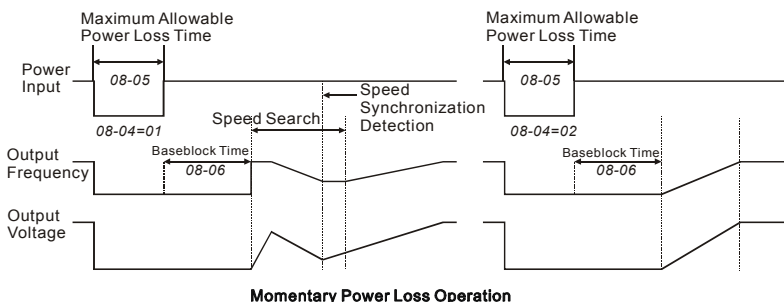 Maximum Allowable
Power Loss Time
Maximum Allowable
Power Loss Time
Power
Input
08-05
08-05
Speed
Synchronization
Detection
08-04=01
Speed Search
08-04=02
Output
Frequency
Baseblock Time
08-06
Baseblock Time
08-06
Output
Voltage
Momentary Power Loss Operation